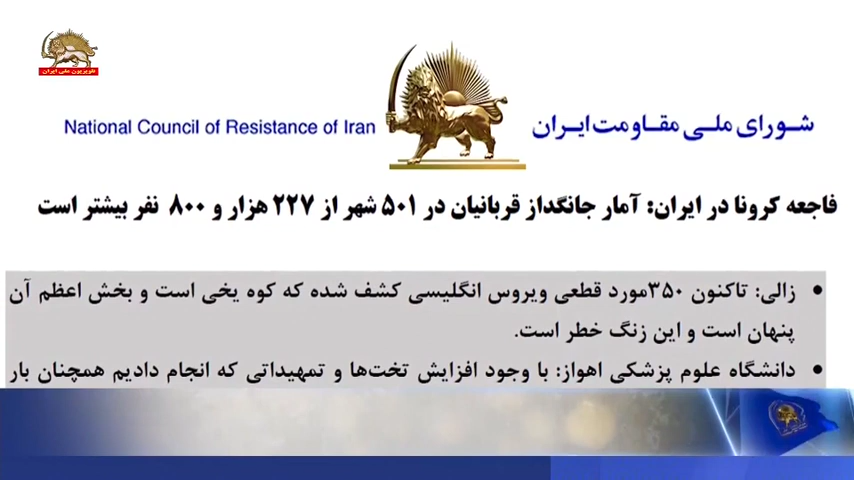 تلویزیون ملی ایران
National Council of Resistance of Iran
شورای ملی مقاومت ایران
فاجعه کرونا در ایران: آمار جانگداز قربانیان در ۵۰۱ شهر از ۲۲۷ هزار و ۸۰۰ نفر بیشتر است
• زالی: تاکنون ۳۵۰مورد قطعی ویروس انگلیسی کشف شده که کوه یخی است و بخش اعظم آن
پنهان است و این زنگ خطر است.
• دانشگاه علوم پزشکی اهواز: با وجود افزایش تخت‌ها و تمهیداتی که انجام دادیم همچنان بار